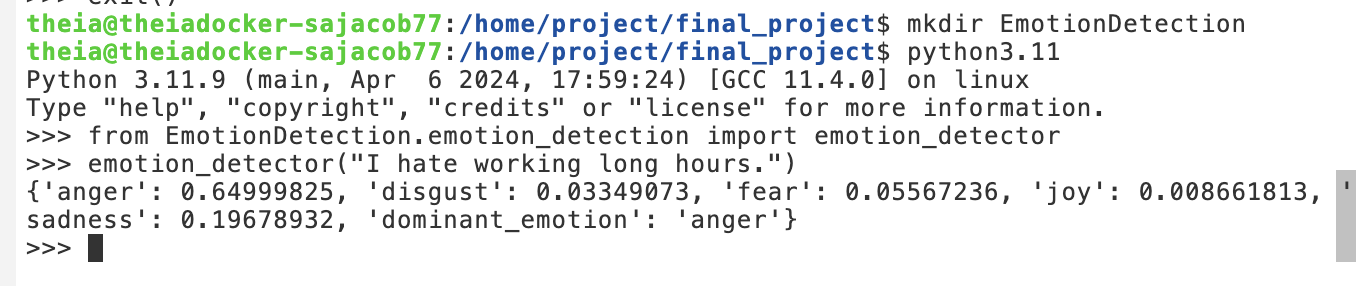 >>> exit()
theia@theiadocker-sajacob77:/home/project/final_project$ mkdir EmotionDetection
theia@theiadocker-sajacob77:/home/project/final_project$ python3.11
Python 3.11.9 (main, Apr  6 2024, 17:59:24) [GCC 11.4.0] on linux
Type "help", "copyright", "credits" or "license" for more information.
>>> from EmotionDetection.emotion_detection import emotion_detector
>>> emotion_detector("I hate working long hours.")
{'anger': 0.64999825, 'disgust': 0.03349073, 'fear': 0.05567236, 'joy': 0.008661813, '
sadness': 0.19678932, 'dominant_emotion': 'anger'}
>>>